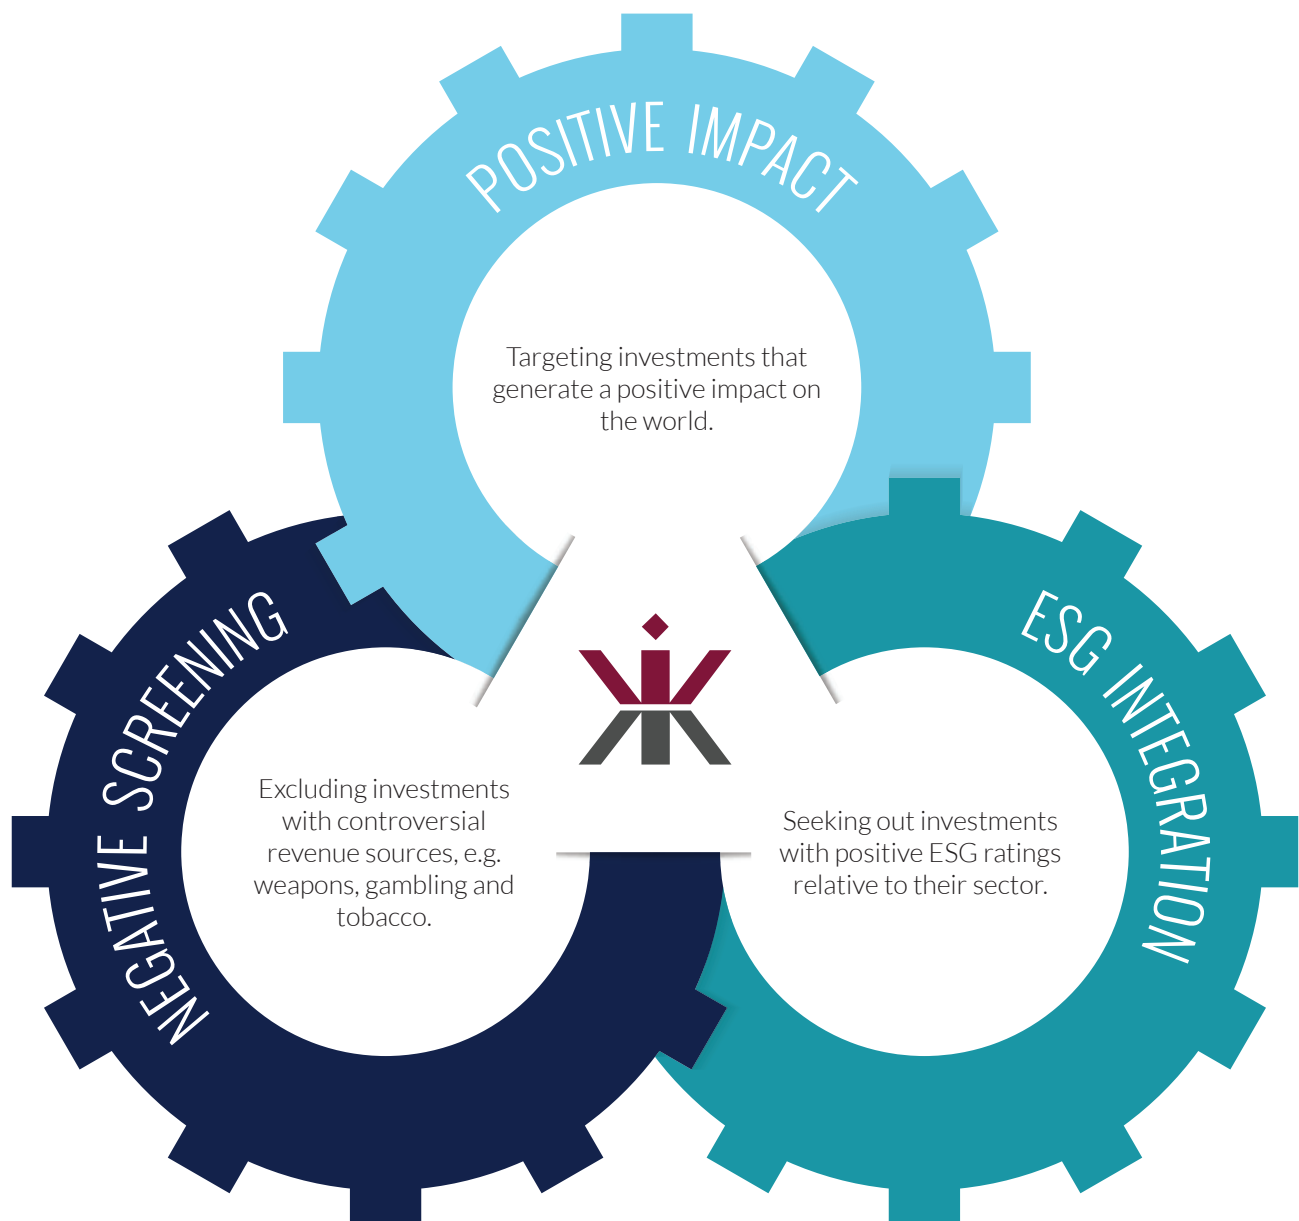 POSITIVE IMPACT
Targeting investments that
generate a positive impact on
the world.
NEGATIVE SCREENING
Excluding investments
with controversial
revenue sources, e.g.
weapons, gambling and
tobacco.
ESG INTEGRATION
Seeking out investments
with positive ESG ratings
relative to their sector.